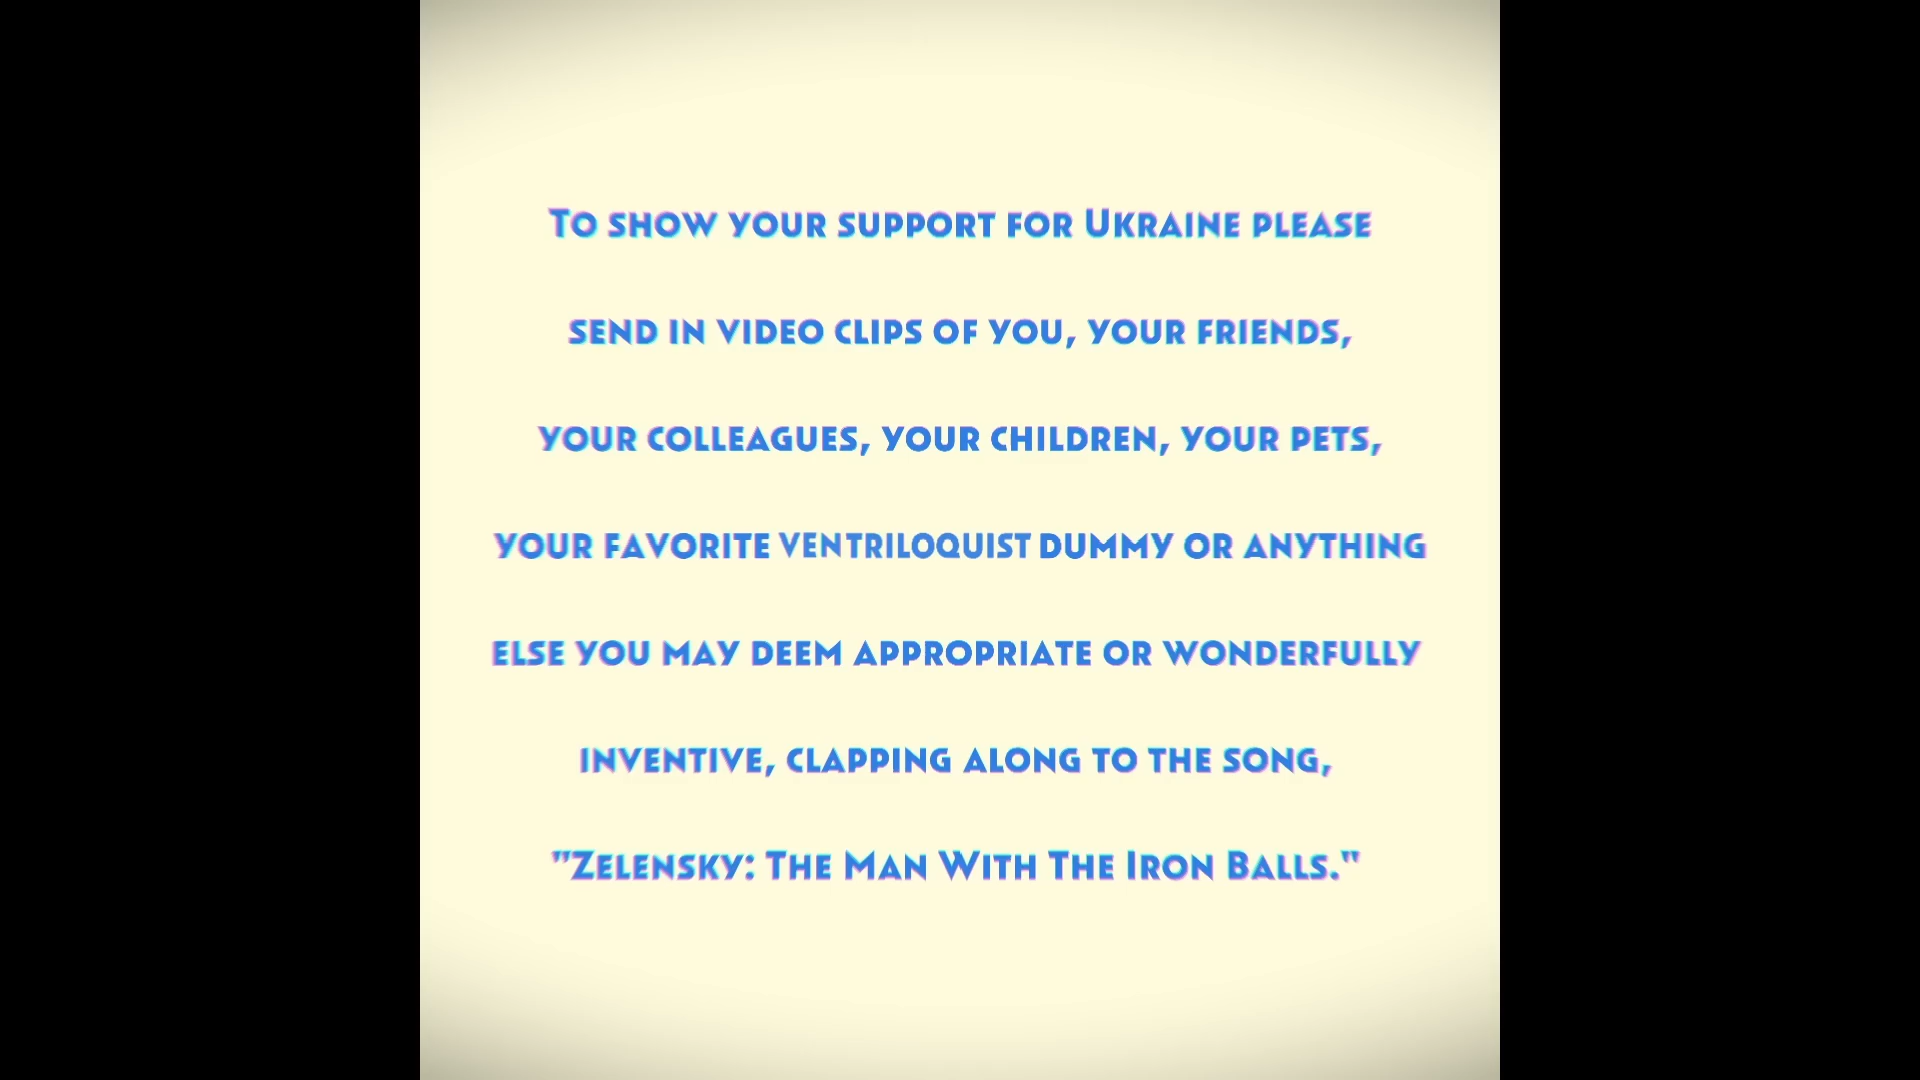 To show your support for Ukraine please
send in video clips of you, your friends,
your colleagues, your children, your pets,
your favorite ventriloquist dummy or anything
else you may deem appropriate or wonderfully
inventive, clapping along to the song,
"Zelensky: The Man With The Iron Balls."